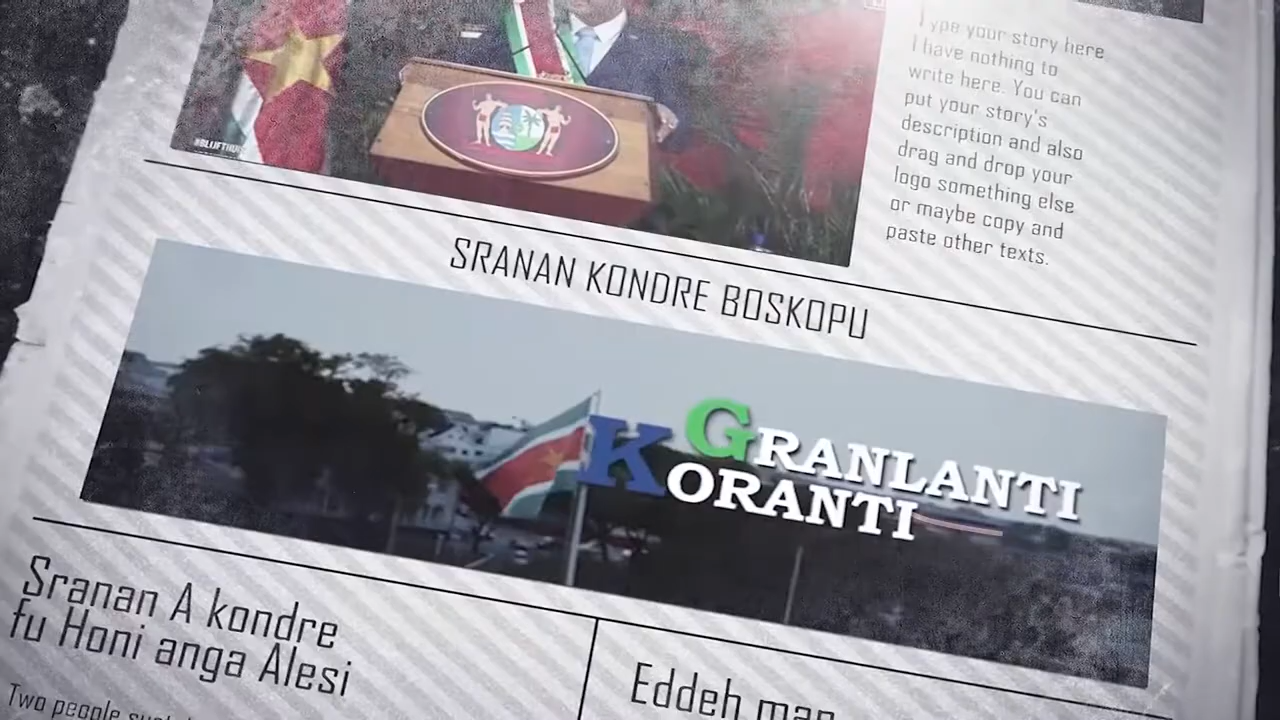 Type your story here
I have nothing to
write here. You can
put your story's
description and also
drag and drop your
logo something else
or maybe copy and
paste other texts.
SRANAN KONDRE BOSKOPU
GRANLANTI
KORANTI
Sranan A kondre
fu Honi anga Alesi
Two people
Eddeh man